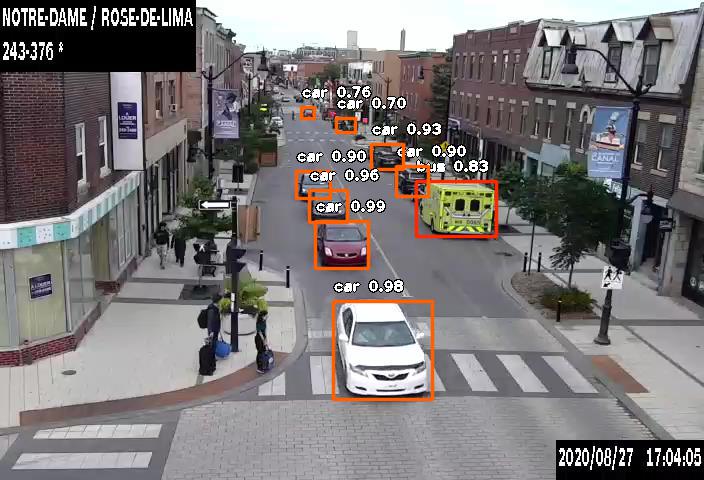 NOTRE-DAME / ROSE-DE-LIMA
243-376 *
car 0.76
car 0.70
car 0.93
car 0.90
car 0.90
bus 0.83
car 0.96
car 0.99
car 0.98
À LOUER
À LOUER
CANAL
2020/08/27 17:04:05